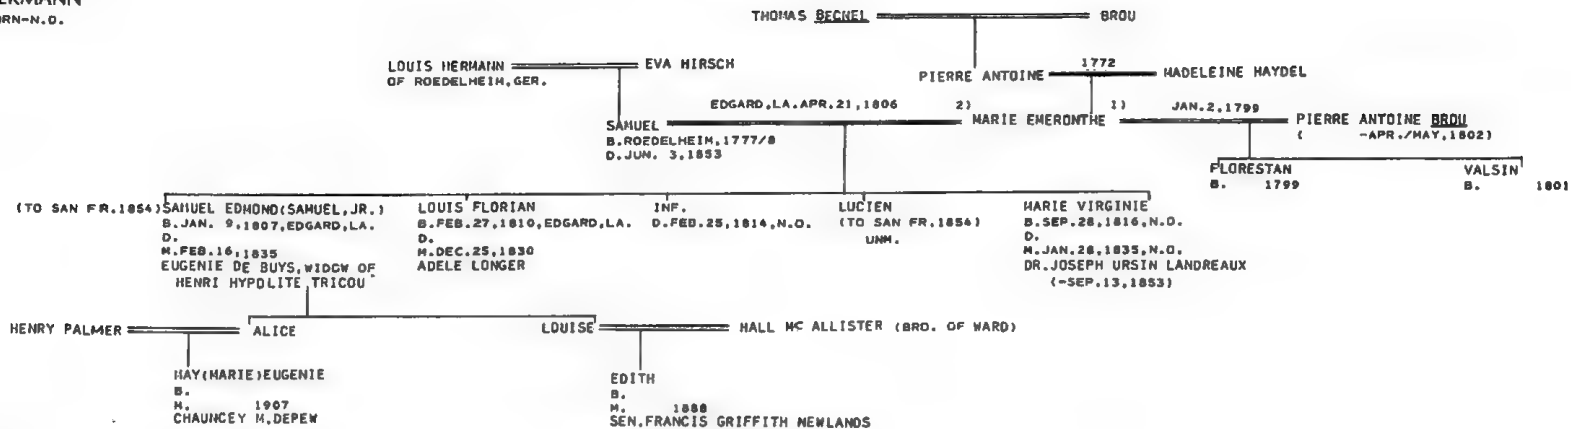 ERMANN
RN-N.O.
THOMAS BECNEL BROU
LOUIS HERMANN EVA HIRSCH
OF ROEDELHEIM,GER.
PIERRE ANTOINE 1772 MADELEINE HAYDEL
EDGARD,LA.APR.21,1806 2) MARIE EMERONTHE 1) JAN.2,1799
SAMUEL
B.ROEDELHEIM,1777/8
D.JUN. 3,1853
PIERRE ANTOINE BROU
( -APR./MAY,1802)
FLORESTAN
B. 1799
VALSIN
B. 1801
(TO SAN FR.1854)
SAMUEL EDMOND(SAMUEL,JR.)
B.JAN. 9,1807,EDGARD,LA.
D.
M.FEB.16,1835
EUGENIE DE BUYS,WIDOW OF
HENRI HYPOLITE TRICOU
LOUIS FLORIAN
B.FEB.27,1810,EDGARD,LA.
D.
M.DEC.25,1830
ADELE LONGER
INF.
D.FEB.25,1814,N.O.
LUCIEN
(TO SAN FR.1854)
UNM.
MARIE VIRGINIE
B.SEP.28,1816,N.O.
D.
M.JAN.28,1835,N.O.
DR.JOSEPH URSIN LANDREAUX
(-SEP.13,1853)
HENRY PALMER ALICE
LOUISE HALL MC ALLISTER (BRO. OF WARD)
MAY(MARIE)EUGENIE
B.
M. 1907
CHAUNCEY M.DEPEW
EDITH
B.
M. 1888
SEN.FRANCIS GRIFFITH NEWLANDS